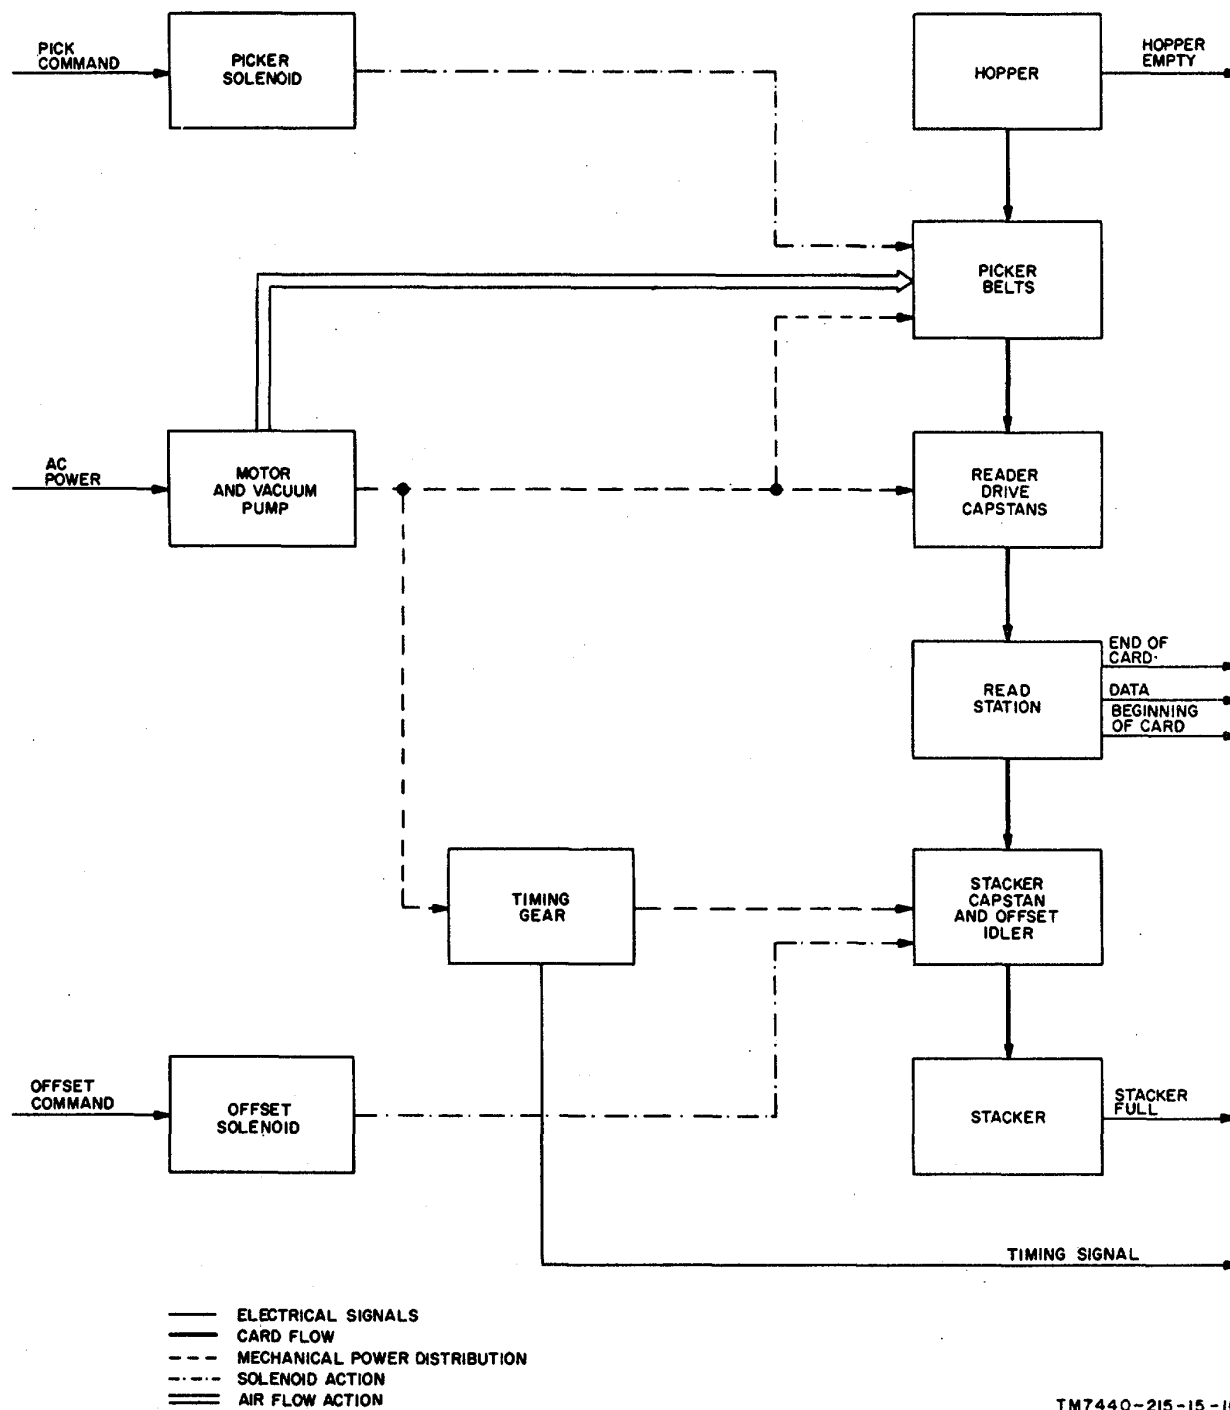 PICK
COMMAND
PICKER
SOLENOID
HOPPER
HOPPER
EMPTY
PICKER
BELTS
AC
POWER
MOTOR
AND VACUUM
PUMP
READER
DRIVE
CAPSTANS
READ
STATION
END OF
CARD
DATA
BEGINNING
OF CARD
TIMING
GEAR
STACKER
CAPSTAN
AND OFFSET
IDLER
OFFSET
COMMAND
OFFSET
SOLENOID
STACKER
STACKER
FULL
TIMING SIGNAL
ELECTRICAL SIGNALS
CARD FLOW
MECHANICAL POWER DISTRIBUTION
SOLENOID ACTION
AIR FLOW ACTION